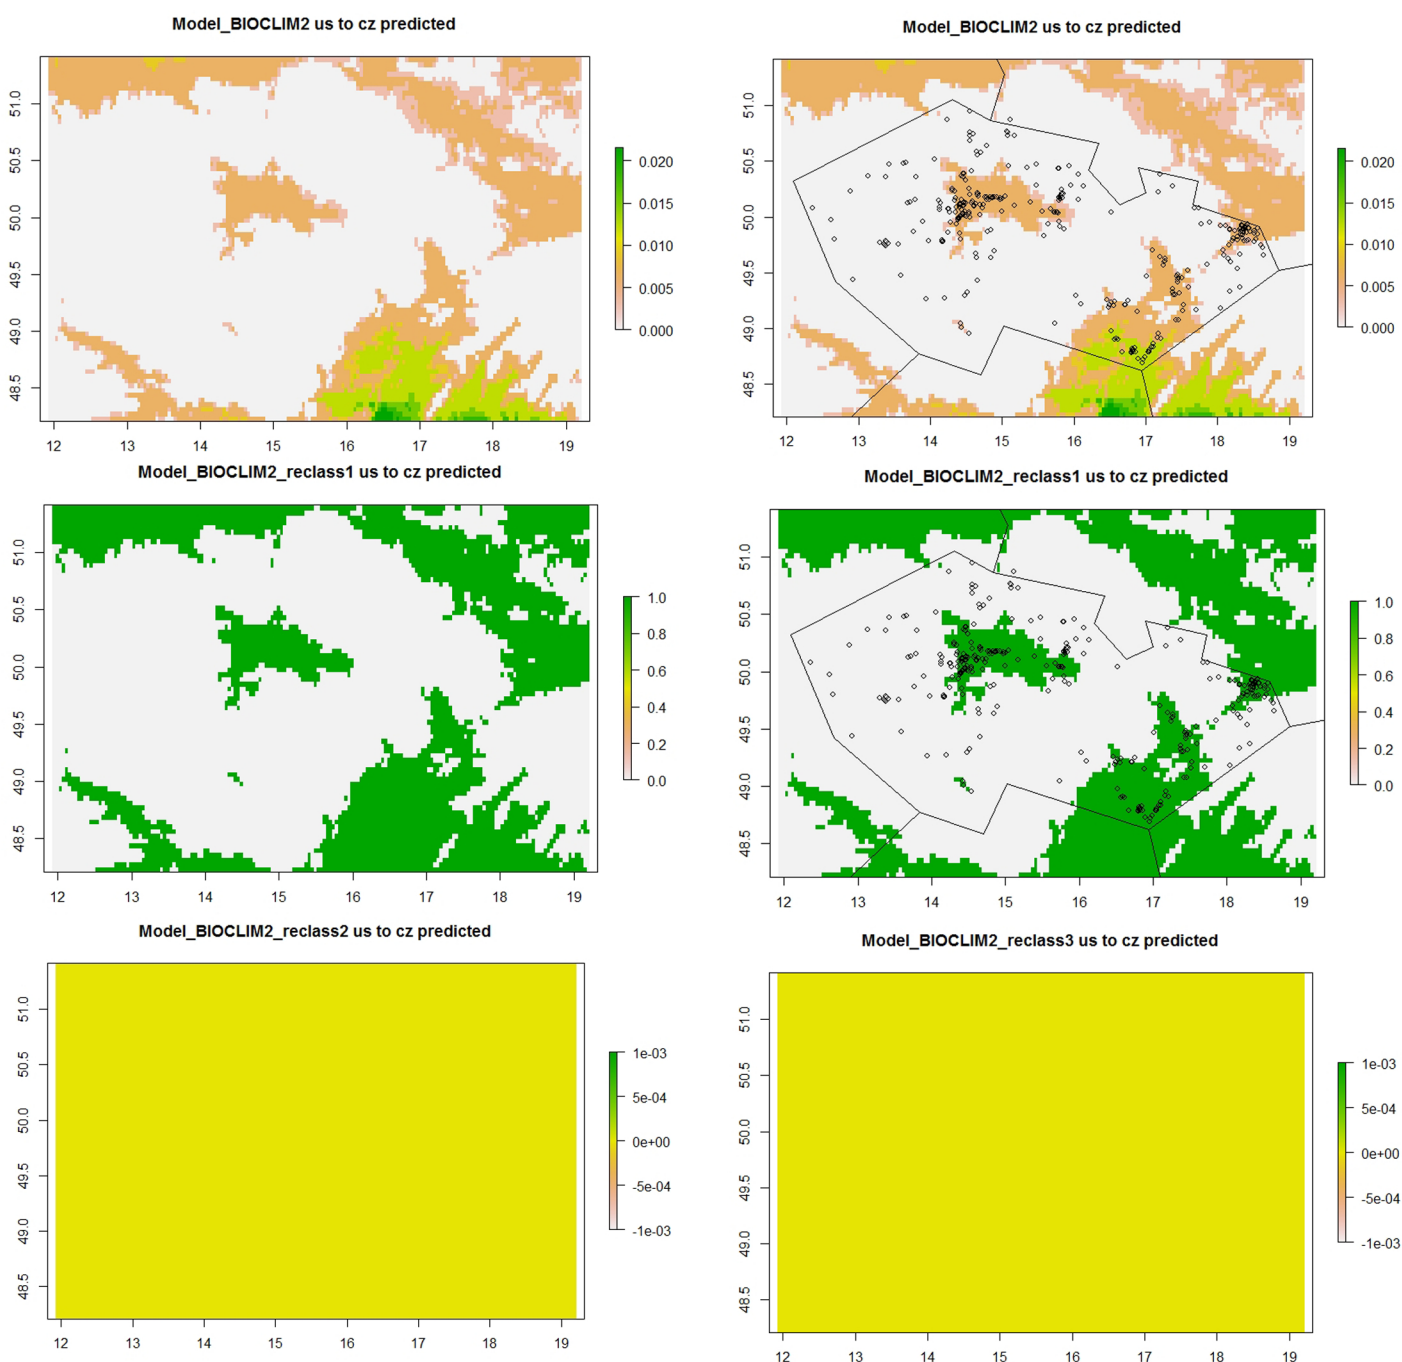 Model_BIOCLIM2 us to cz predicted
51.0
50.5
50.0
49.5
49.0
48.5
12 13 14 15 16 17 18 19
0.020
0.015
0.010
0.005
0.000
Model_BIOCLIM2 us to cz predicted
51.0
50.5
50.0
49.5
49.0
48.5
12 13 14 15 16 17 18 19
0.020
0.015
0.010
0.005
0.000
Model_BIOCLIM2_reclass1 us to cz predicted
51.0
50.5
50.0
49.5
49.0
48.5
12 13 14 15 16 17 18 19
1.0
0.8
0.6
0.4
0.2
0.0
Model_BIOCLIM2_reclass1 us to cz predicted
51.0
50.5
50.0
49.5
49.0
48.5
12 13 14 15 16 17 18 19
1.0
0.8
0.6
0.4
0.2
0.0
Model_BIOCLIM2_reclass2 us to cz predicted
51.0
50.5
50.0
49.5
49.0
48.5
12 13 14 15 16 17 18 19
1e-03
5e-04
0e+00
-5e-04
-1e-03
Model_BIOCLIM2_reclass3 us to cz predicted
51.0
50.5
50.0
49.5
49.0
48.5
12 13 14 15 16 17 18 19
1e-03
5e-04
0e+00
-5e-04
-1e-03